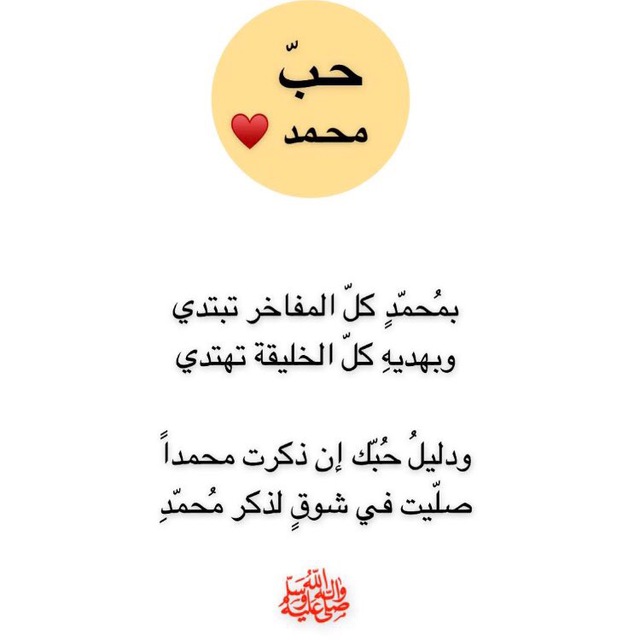 حبّ
محمد ♥️
بمُحمّدٍ كلّ المفاخر تبتدي
وبهديهِ كلّ الخليقة تهتدي
ودليلُ حُبّك إن ذكرت محمداً
صلّيت في شوقٍ لذكر مُحمّدِ
صلى الله عليه وآله وسلم